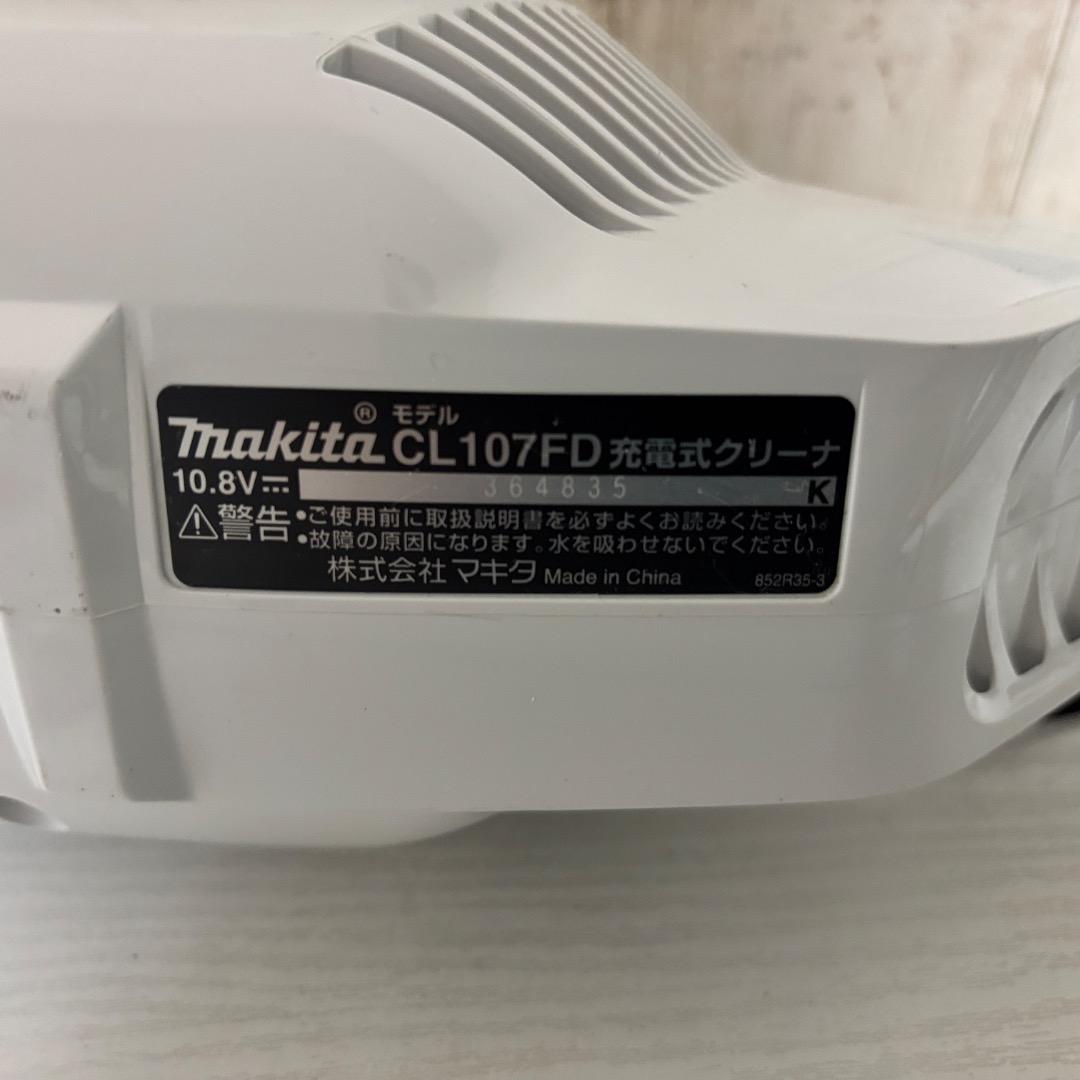 makita® モデル CL107FD 充電式クリーナ
10.8V 364835 K
警告 •ご使用前に取扱説明書を必ずよくお読みください。
•故障の原因になります。水を吸わせないでください。
株式会社 マキタ Made in China 852R35-3